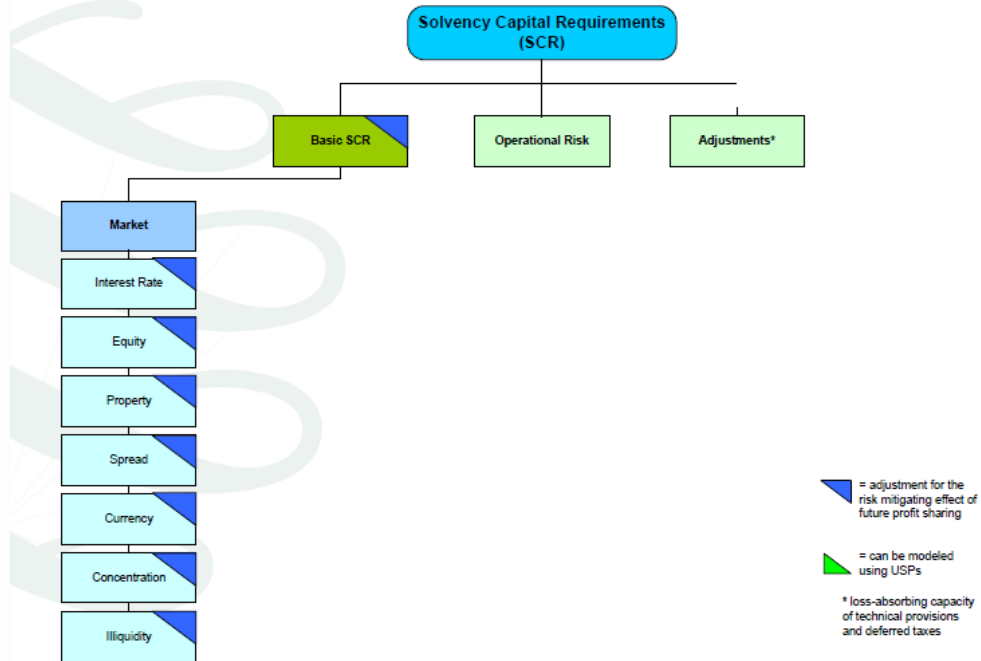 Solvency Capital Requirements
(SCR)
Basic SCR
Operational Risk
Adjustments*
Market
Interest Rate
Equity
Property
Spread
Currency
Concentration
Illiquidity
= adjustment for the
risk mitigating effect of
future profit sharing
= can be modeled
using USPs
* loss-absorbing capacity
of technical provisions
and deferred taxes